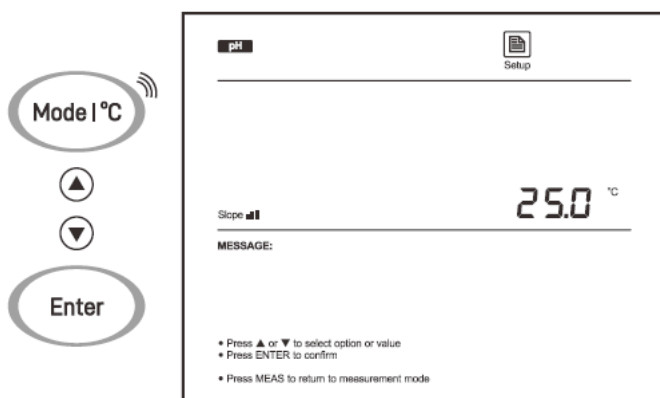 pH
Setup
Mode | °C
25.0 °C
Slope
MESSAGE:
Enter
• Press ▲ or ▼ to select option or value
• Press ENTER to confirm
• Press MEAS to return to measurement mode